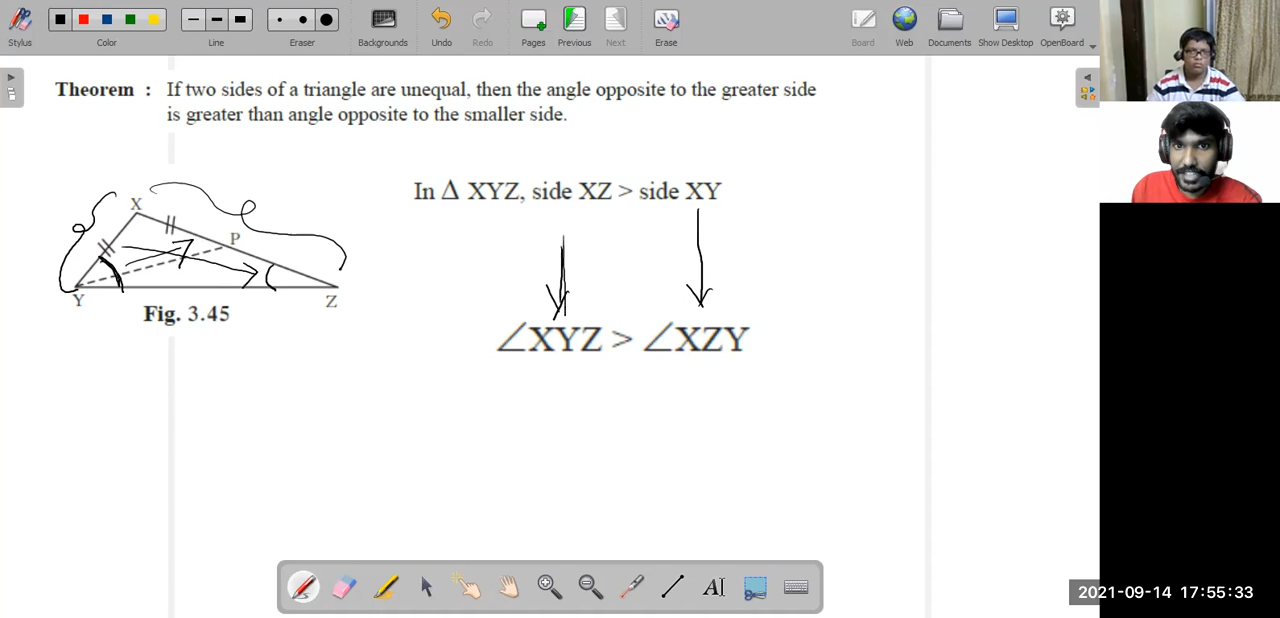 Stylus Color Line Eraser Backgrounds Undo Redo Pages Previous Next Erase Board Web Documents Show Desktop OpenBoard
Theorem : If two sides of a triangle are unequal, then the angle opposite to the greater side
is greater than angle opposite to the smaller side.
In Δ XYZ, side XZ > side XY
X
P
Y
Z
Fig. 3.45
∠XYZ > ∠XZY
AI
2021-09-14 17:55:33